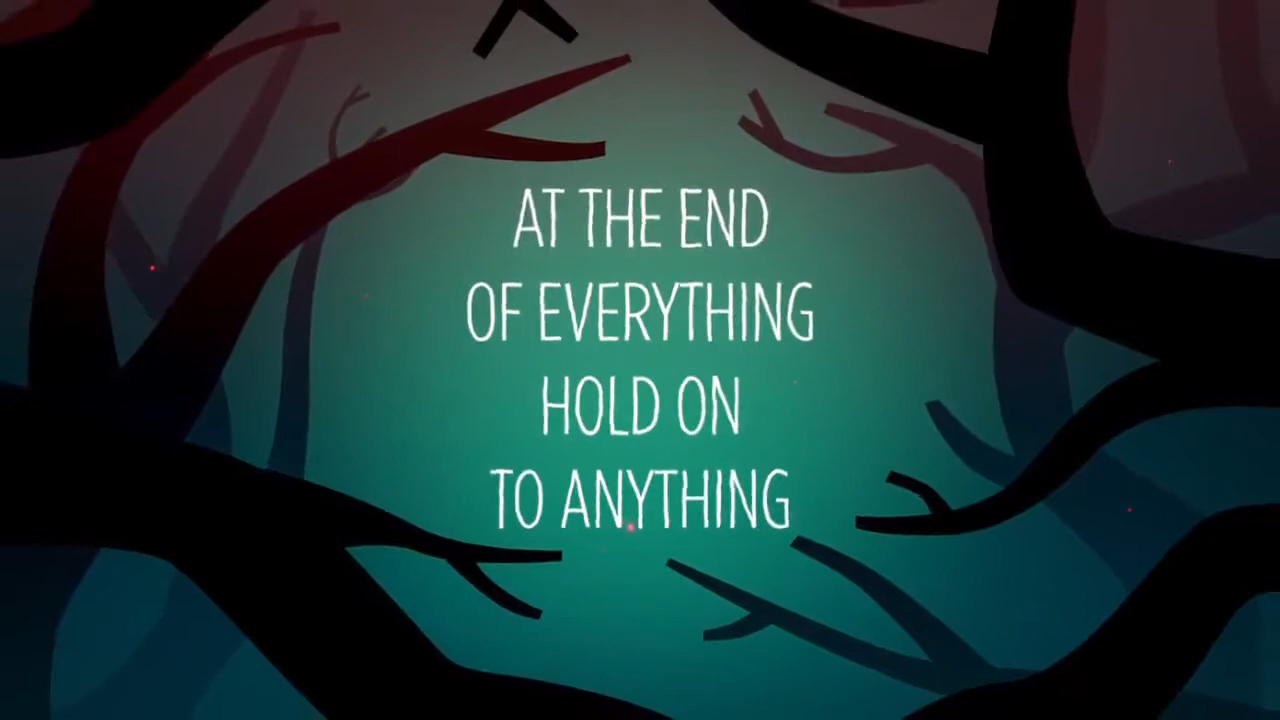 AT THE END
OF EVERYTHING
HOLD ON
TO ANYTHING